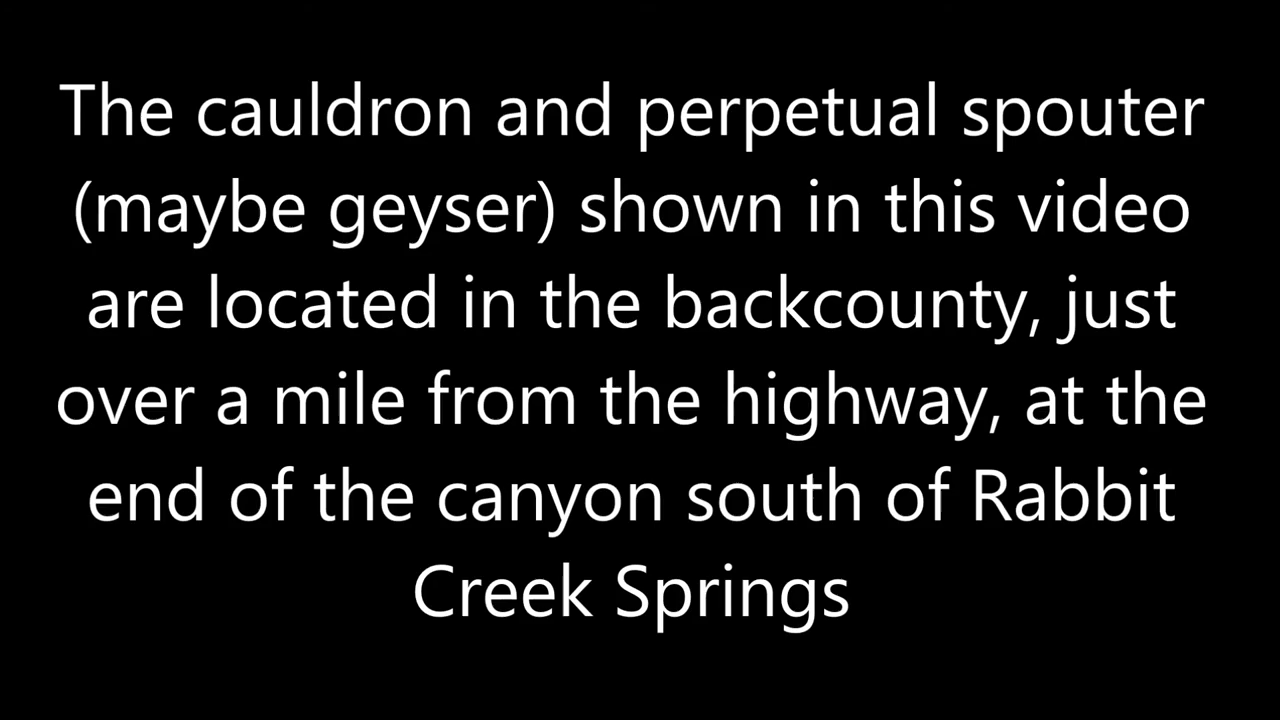 The cauldron and perpetual spouter
(maybe geyser) shown in this video
are located in the backcounty, just
over a mile from the highway, at the
end of the canyon south of Rabbit
Creek Springs